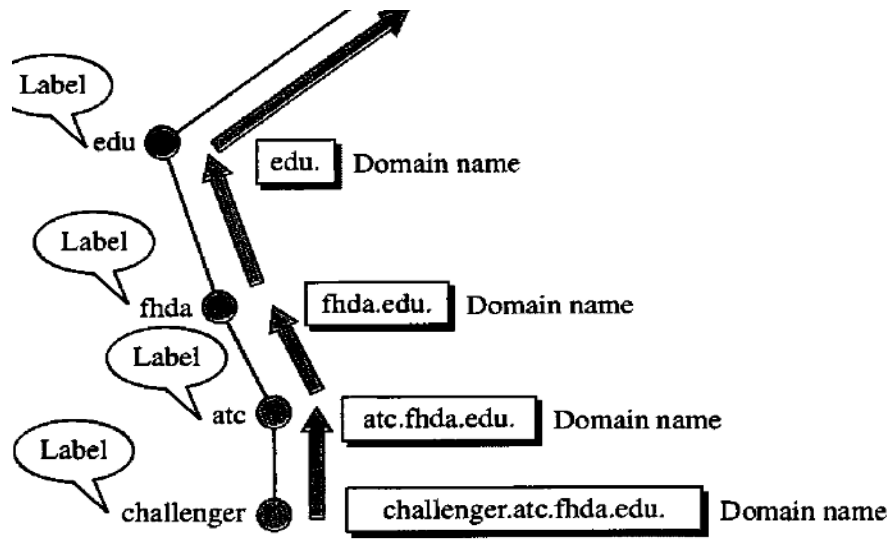 Label
edu
edu. Domain name
Label
fhda
fhda.edu. Domain name
Label
atc
atc.fhda.edu. Domain name
Label
challenger
challenger.atc.fhda.edu. Domain name